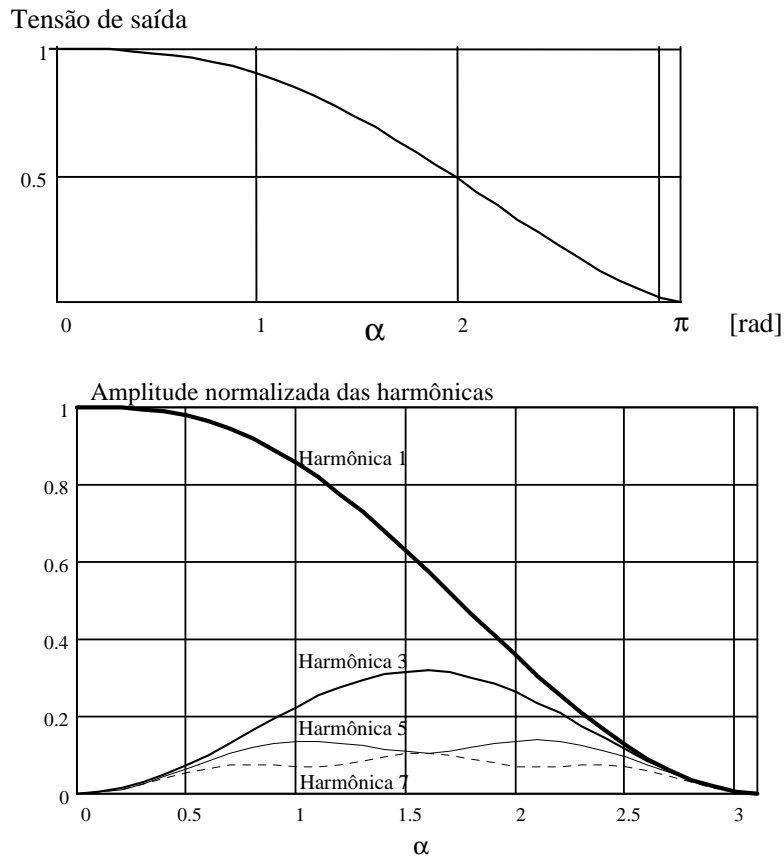 Tensão de saída
1
0.5
0 1 α 2 π [rad]
Amplitude normalizada das harmônicas
1
Harmônica 1
0.8
0.6
0.4
Harmônica 3
0.2
Harmônica 5
Harmônica 7
0
0 0.5 1 1.5 2 2.5 3
α